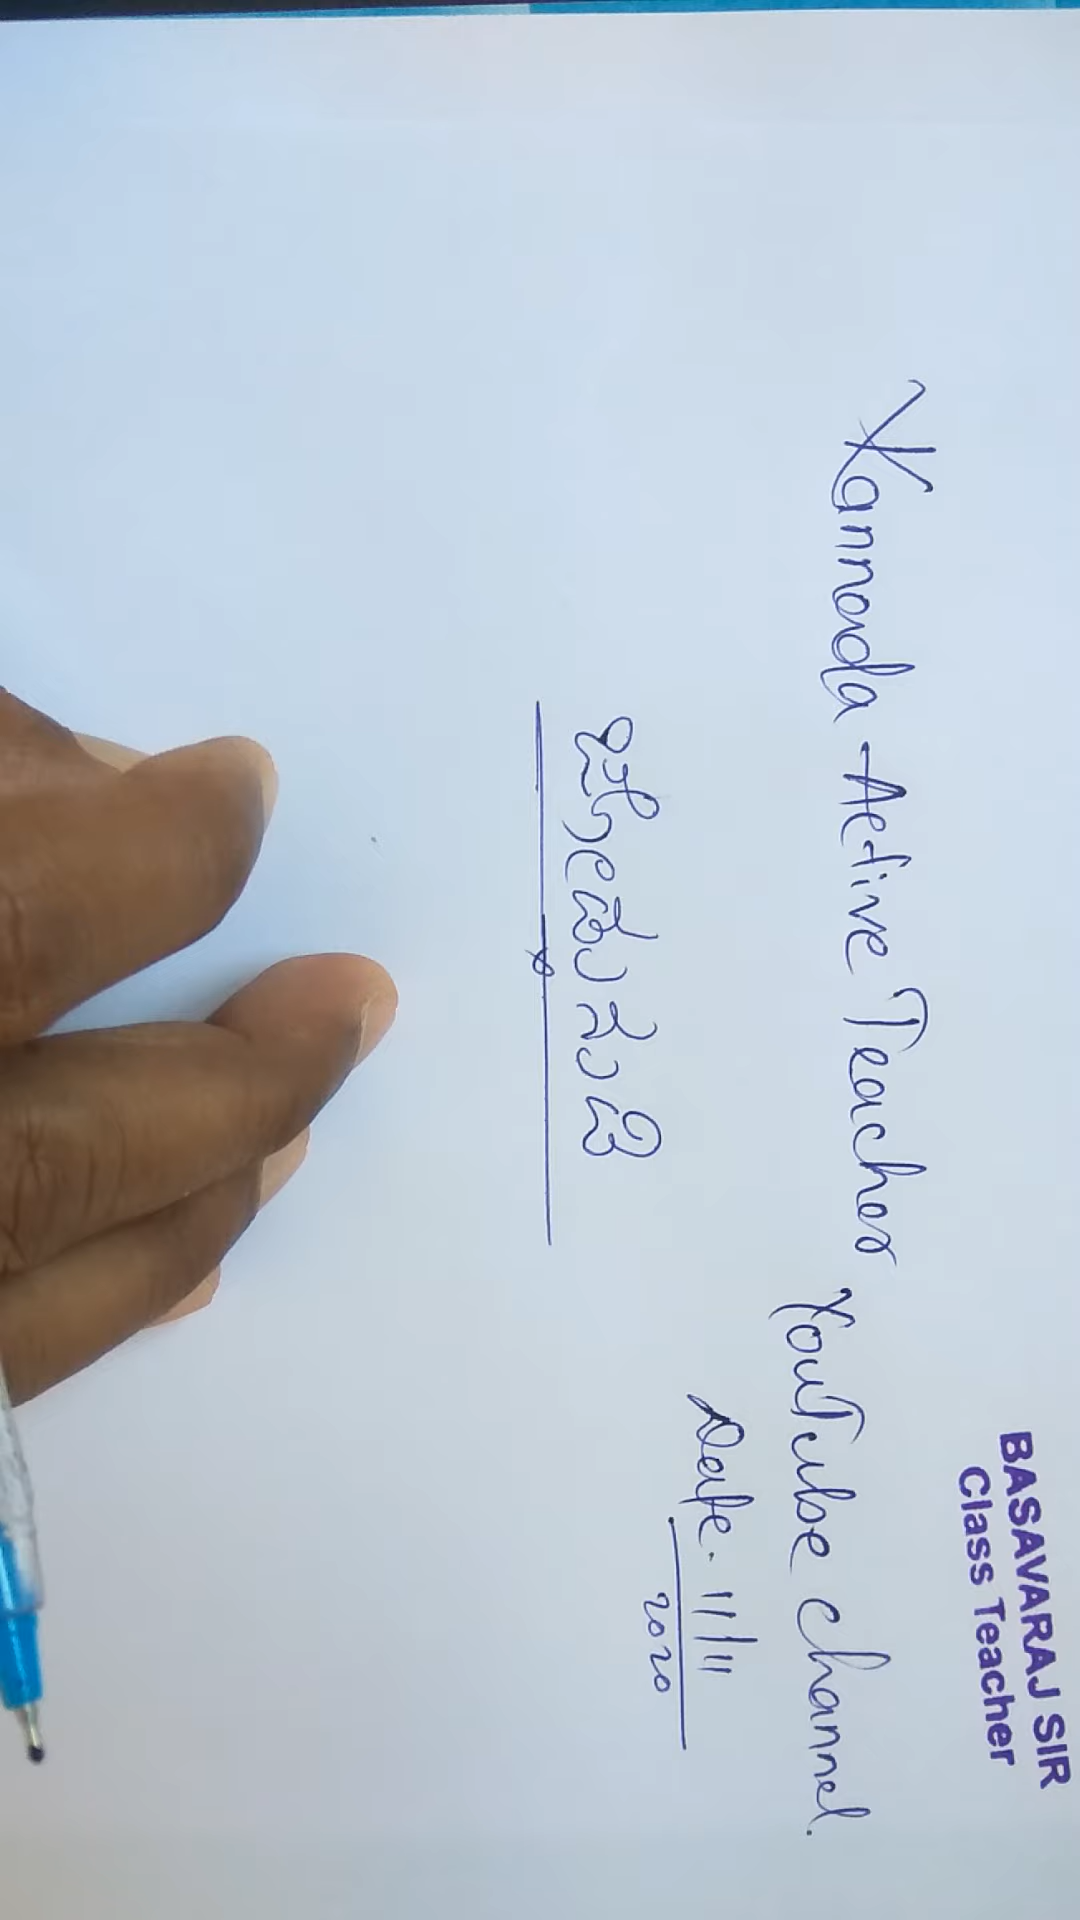 BASAVARAJ SIR
Class Teacher
Kannada Active Teacher YouTube channel.
Date. 11/11
2020
ಜೇಡು ನುಡಿ